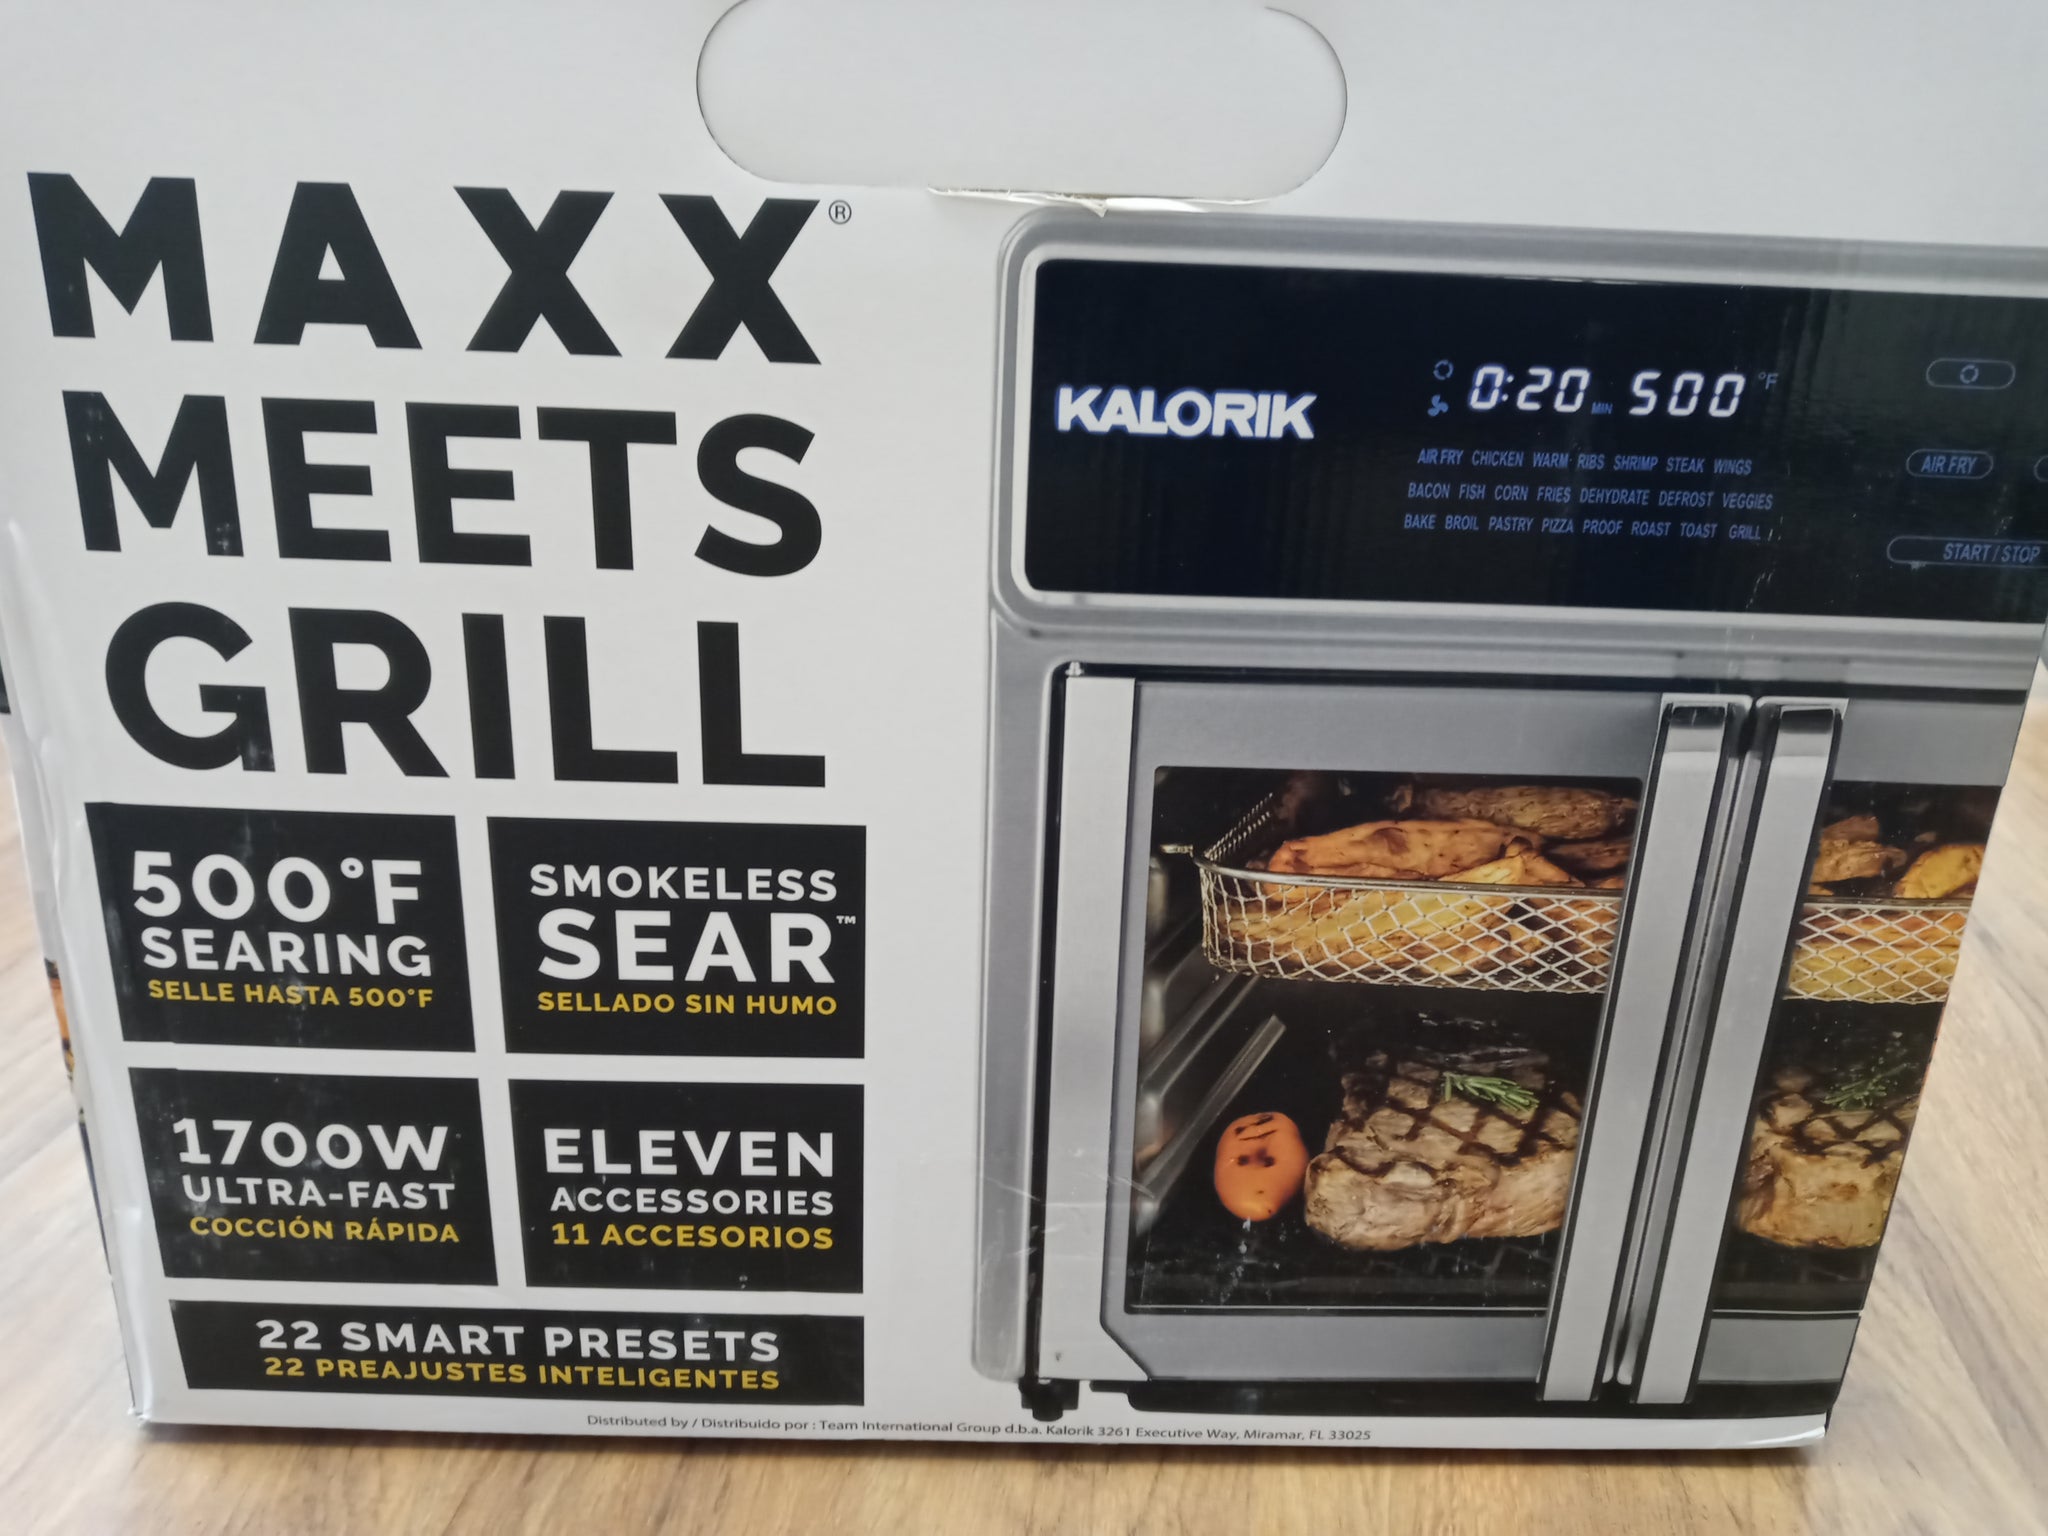 MAXX®
MEETS
GRILL
500°F
SEARING
SELLE HASTA 500°F
SMOKELESS
SEAR™
SELLADO SIN HUMO
1700W
ULTRA-FAST
COCCIÓN RÁPIDA
ELEVEN
ACCESSORIES
11 ACCESORIOS
22 SMART PRESETS
22 PREAJUSTES INTELIGENTES
Distributed by / Distribuido por : Team International Group d.b.a. Kalorik 3261 Executive Way, Miramar, FL 33025
KALORIK
0:20 MIN 500 °F
AIR FRY CHICKEN WARM RIBS SHRIMP STEAK WINGS
BACON FISH CORN FRIES DEHYDRATE DEFROST VEGGIES
BAKE BROIL PASTRY PIZZA PROOF ROAST TOAST GRILL
AIR FRY
START / STOP